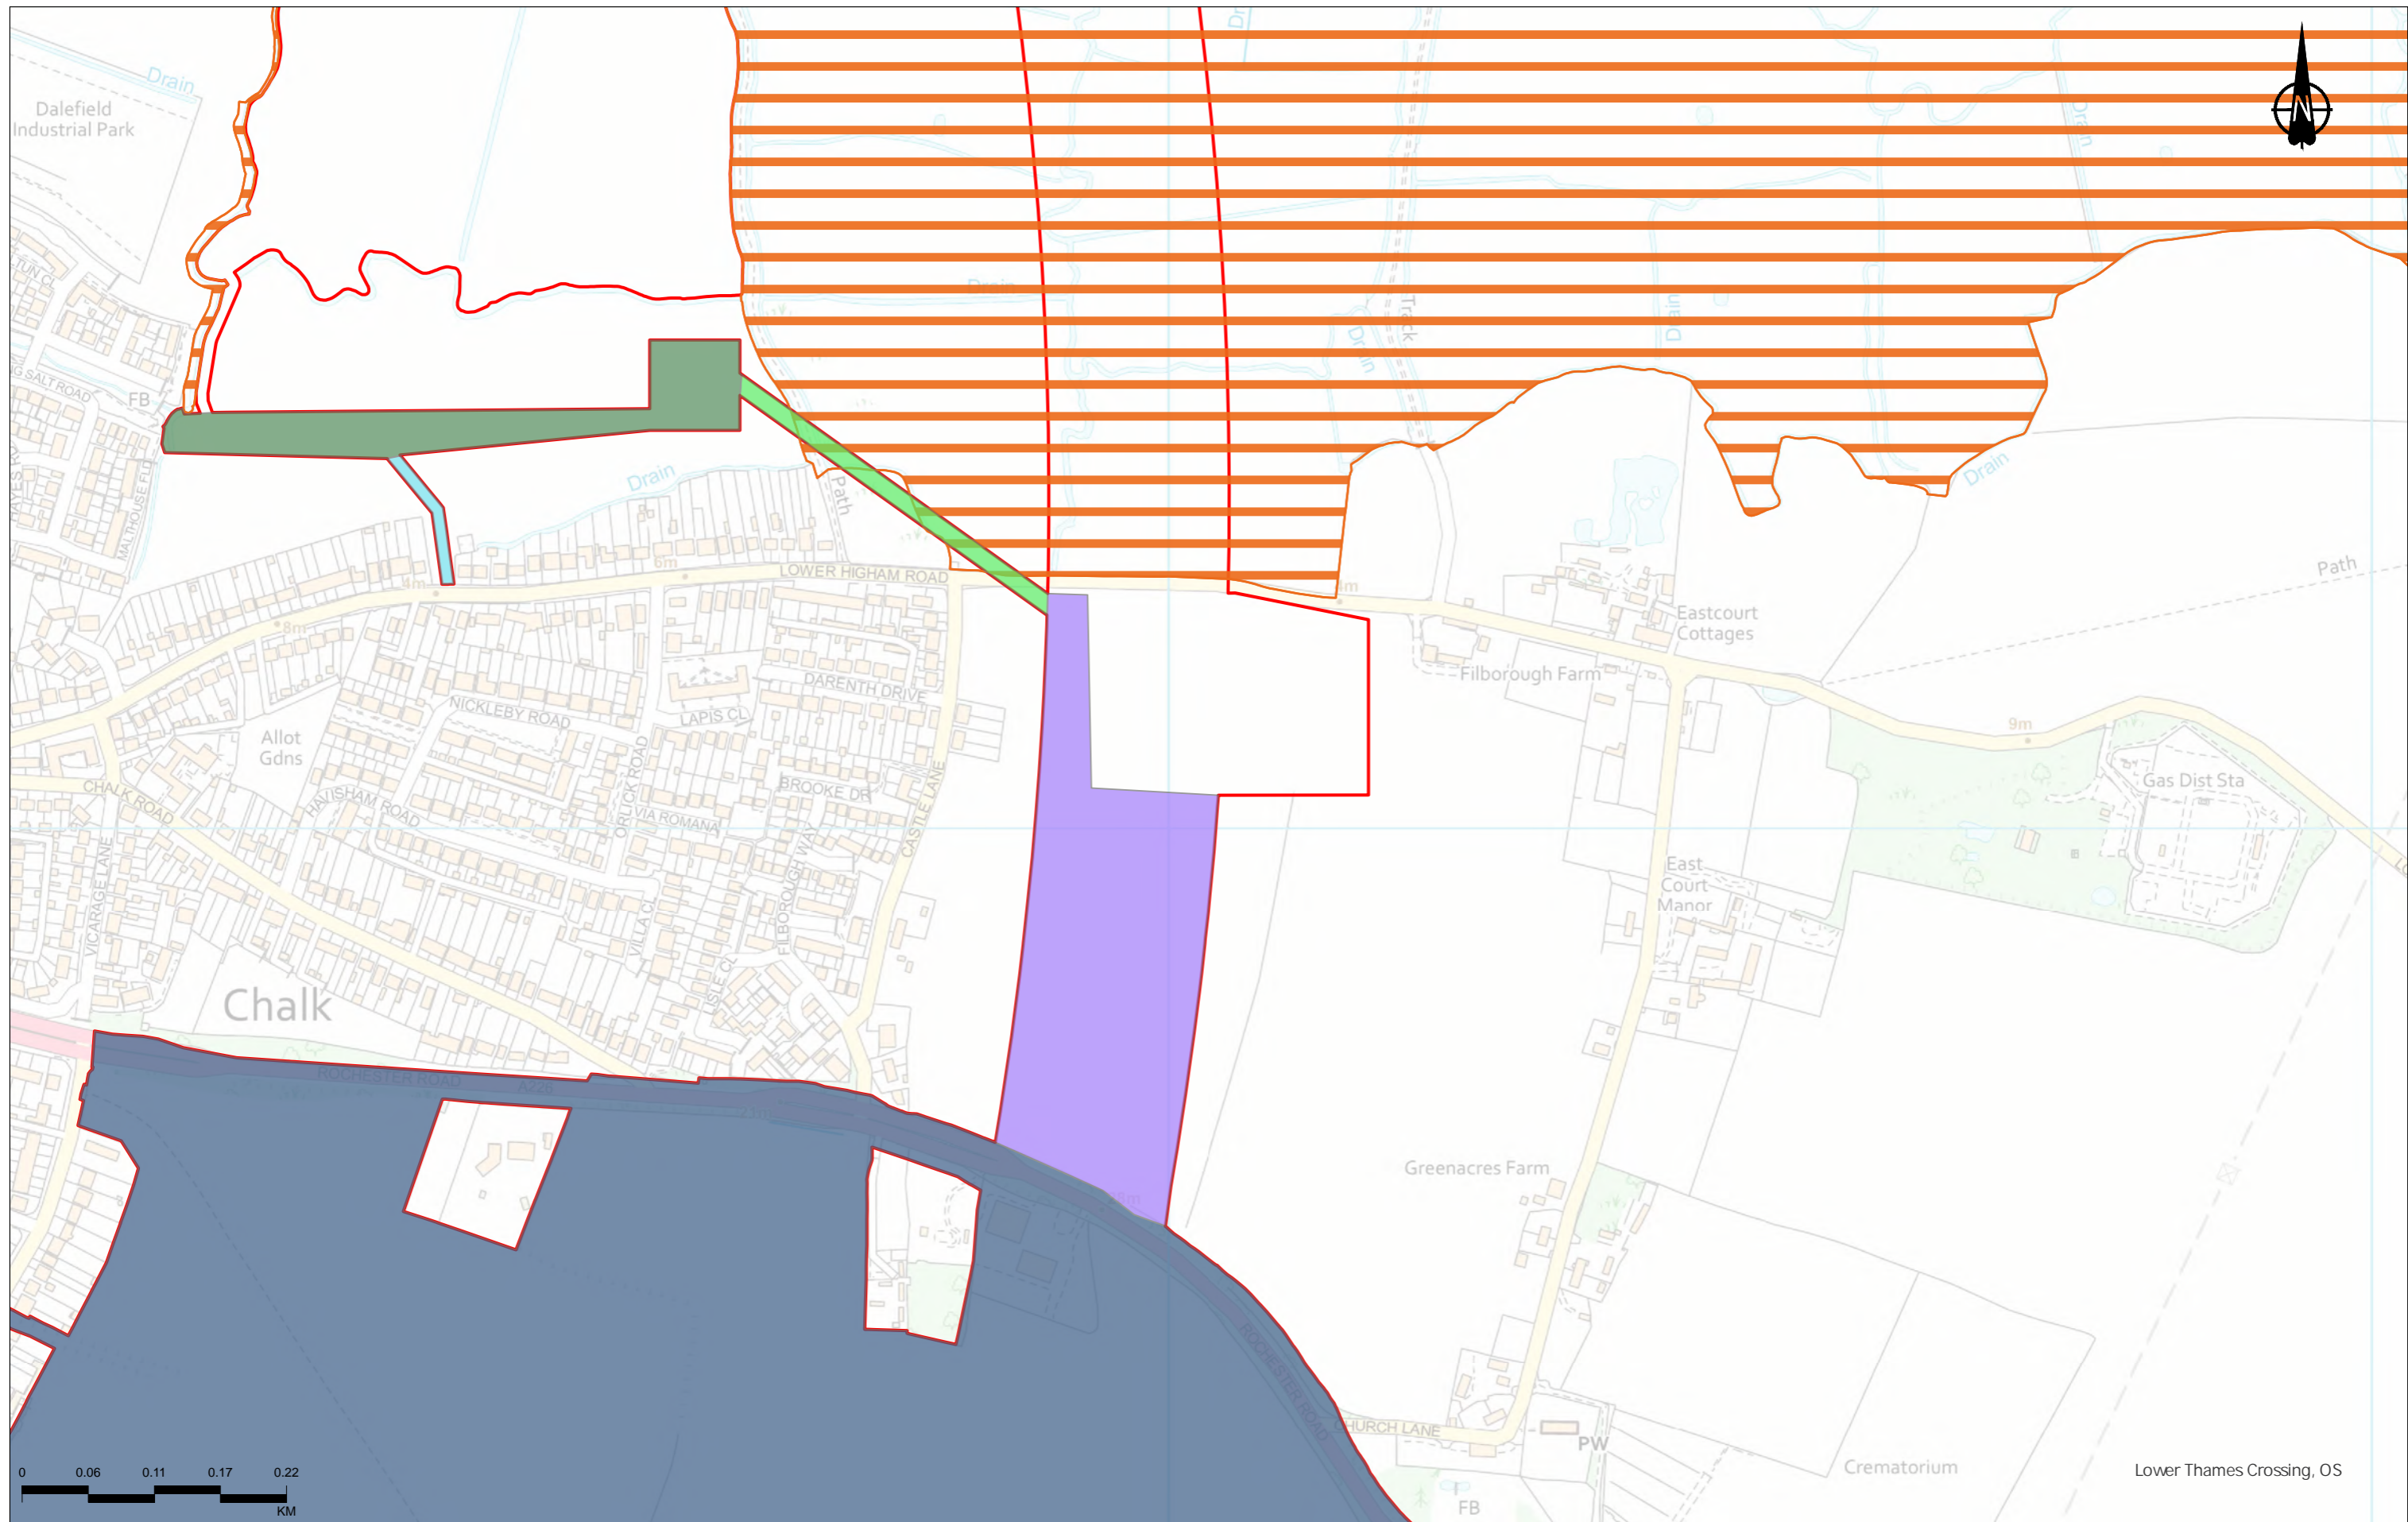 Drain
Dr
N
Dalefield
Industrial Park
Drain
Drain
Track
Drain
Drain
FB
Drain
Path
Drain
MALTHOUSE FLD
Path
LOWER HIGHAM ROAD
6m
4m
8m
Eastcourt
Cottages
Filborough Farm
DARENTH DRIVE
NICKLEBY ROAD
LAPIS CL
9m
Allot
Gdns
Gas Dist Sta
BROOKE DR
CHALK ROAD
HAVISHAM ROAD
ORLICK ROAD
VIA ROMANA
CASTLE LANE
VICARAGE LANE
FILBOROUGH WAY
VILLA CL
LISLE CL
East
Court
Manor
Chalk
ROCHESTER ROAD
A226
Greenacres Farm
ROCHESTER ROAD
CHURCH LANE
PW
Crematorium
FB
0 0.06 0.11 0.17 0.22
KM
Lower Thames Crossing, OS